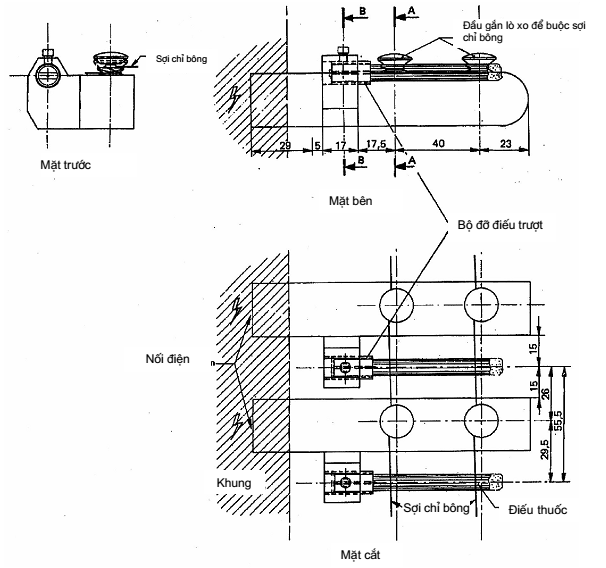 B
A
Đầu gắn lò xo để buộc sợi
chỉ bông
Sợi chỉ bông
29
5
17
17,5
40
23
B
A
Mặt trước
Mặt bên
Bộ đỡ điếu trượt
Nối điện
15
15
26
29,5
55,5
Khung
Sợi chỉ bông
Điếu thuốc
Mặt cắt